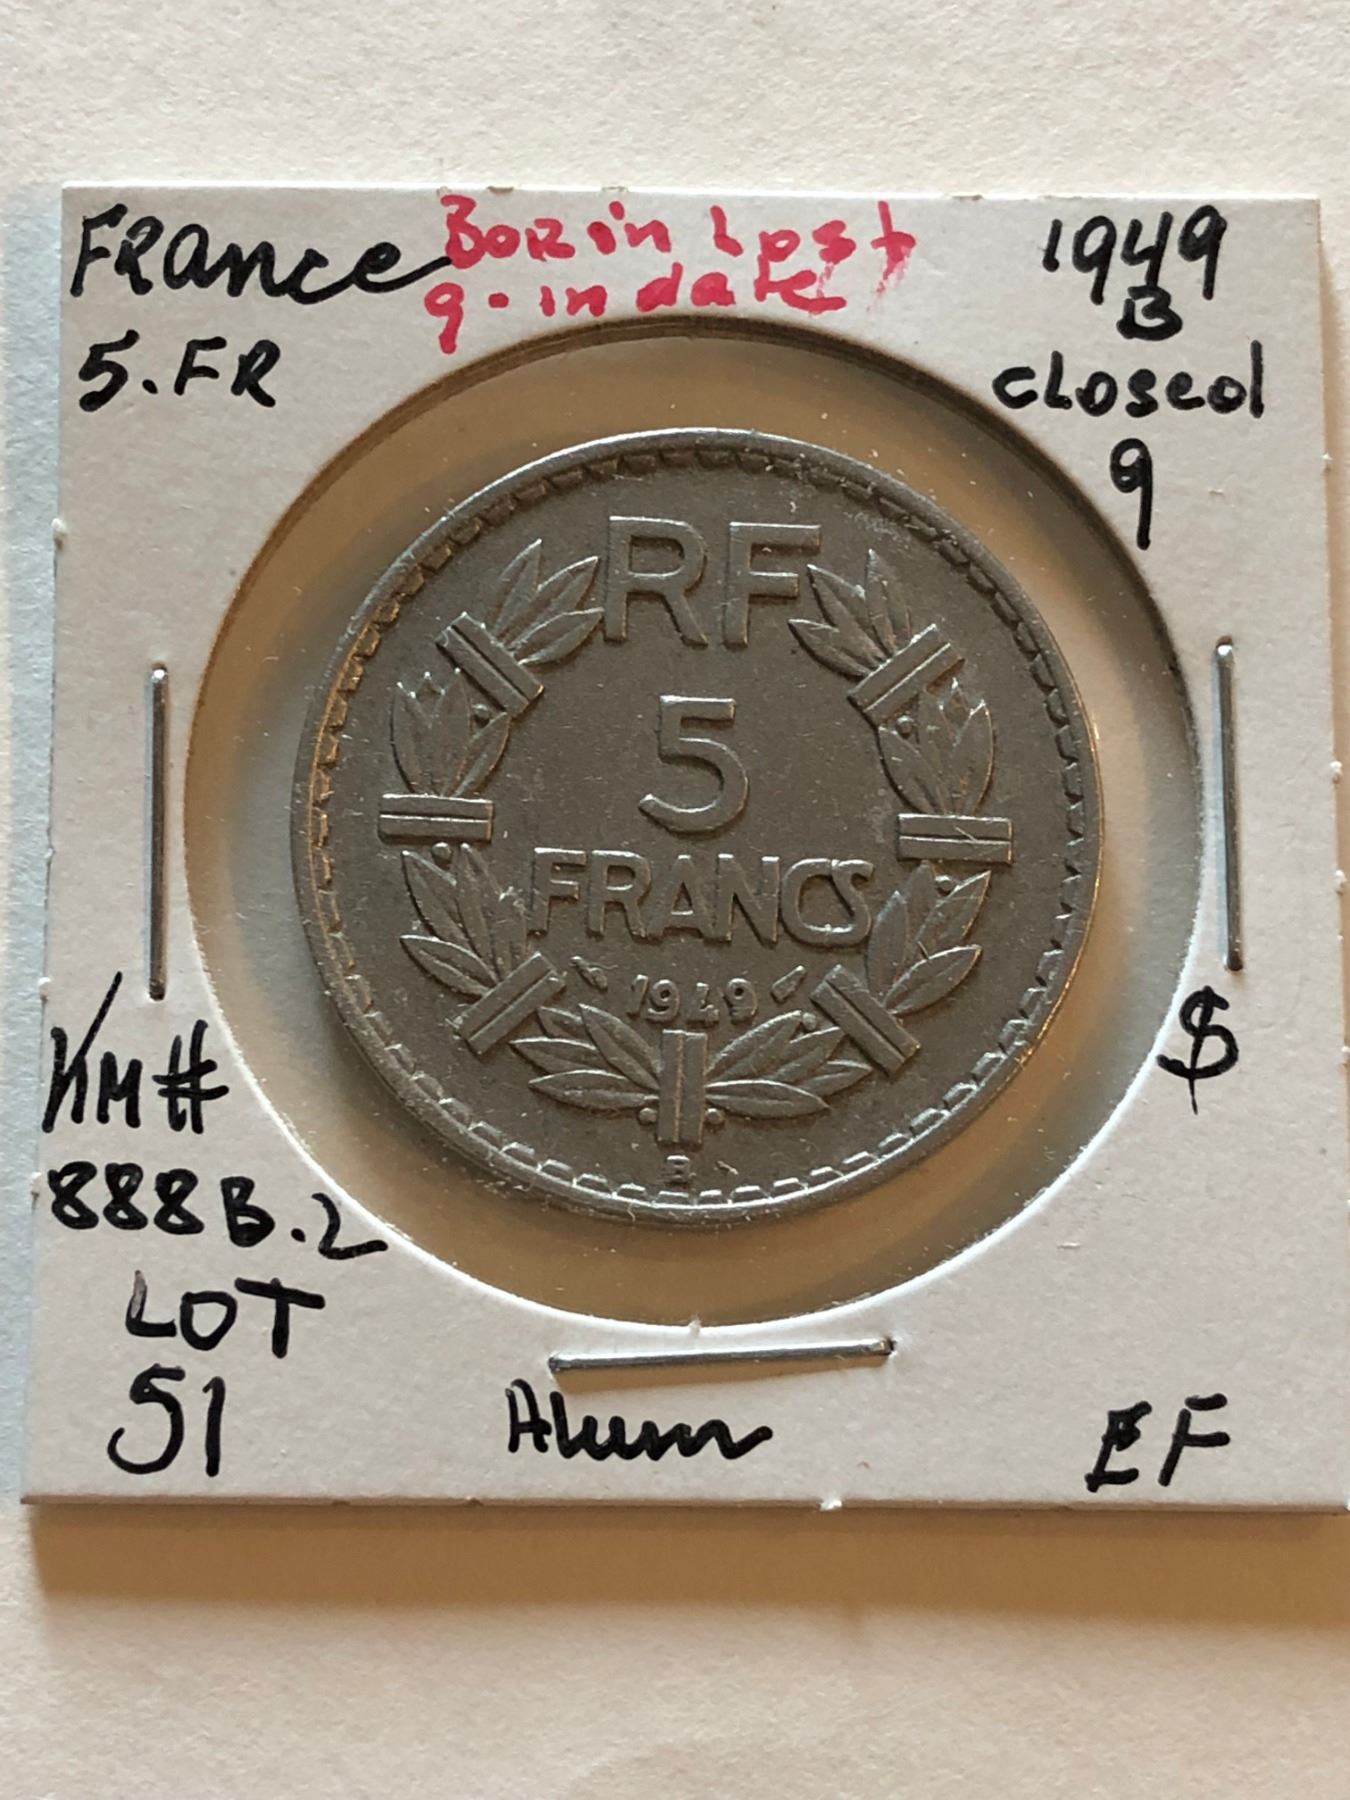 FRance
5.FR
Bor in Last
9 - in date
1949
B
closed
9
RF
5
FRANCS
1949
B
KM#
888B.2
LOT
51
$
Alum
EF